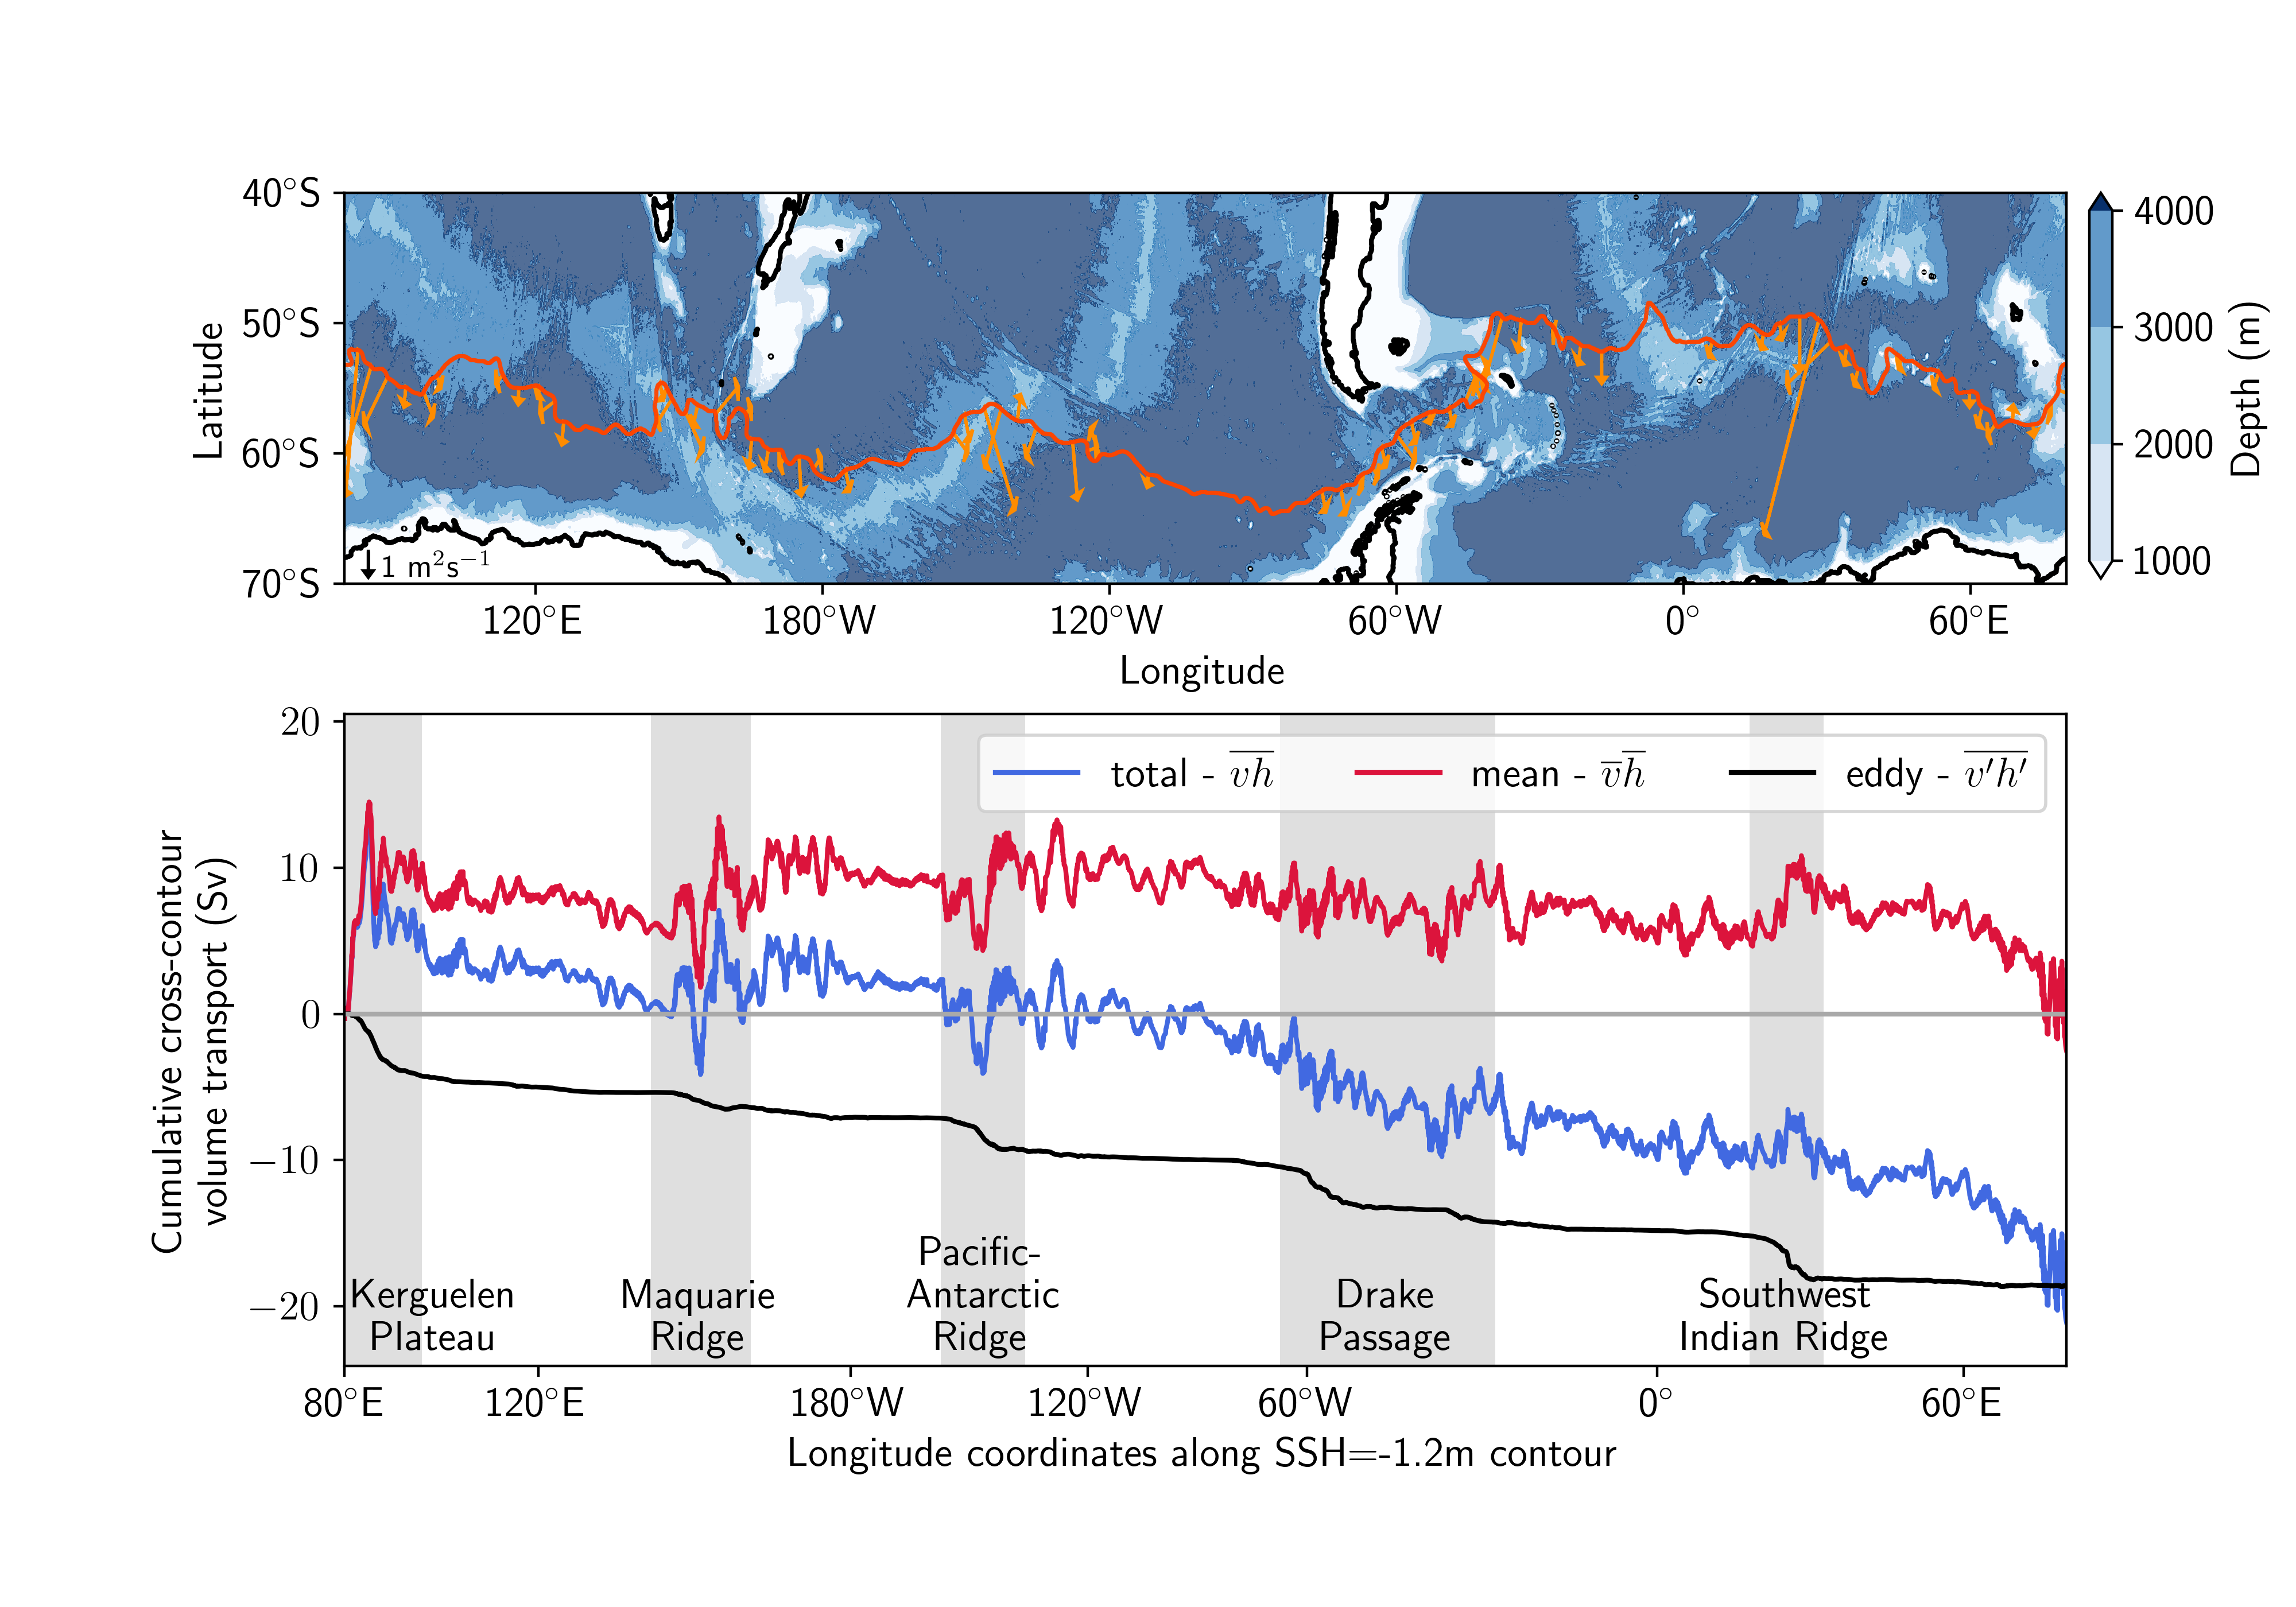 40°S
50°S
60°S
70°S
Latitude
1 m²s⁻¹
120°E 180°W 120°W 60°W 0° 60°E
Longitude
4000
3000
2000
1000
Depth (m)
20
10
0
−10
−20
Cumulative cross-contour
volume transport (Sv)
total - v̅h̅ mean - v̅h̅ eddy - v̅′̅h̅′̅
Kerguelen
Plateau
Maquarie
Ridge
Pacific-
Antarctic
Ridge
Drake
Passage
Southwest
Indian Ridge
80°E 120°E 180°W 120°W 60°W 0° 60°E
Longitude coordinates along SSH=-1.2m contour